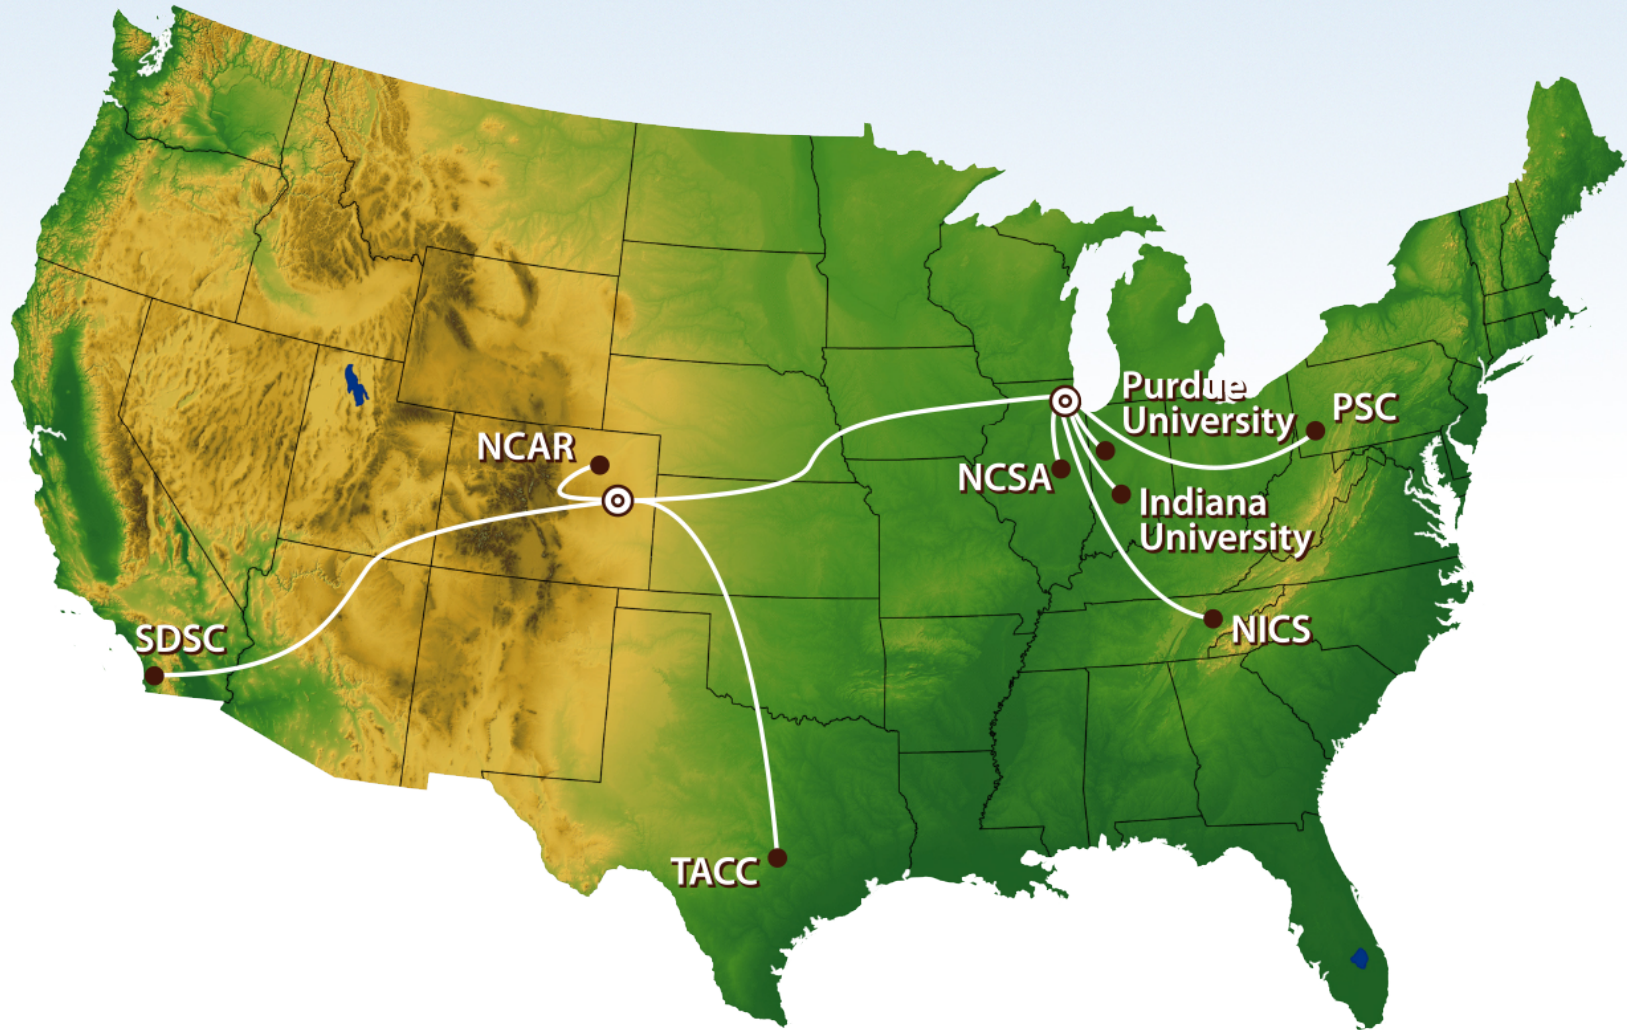 Purdue
University
PSC
NCAR
NCSA
Indiana
University
SDSC
NICS
TACC